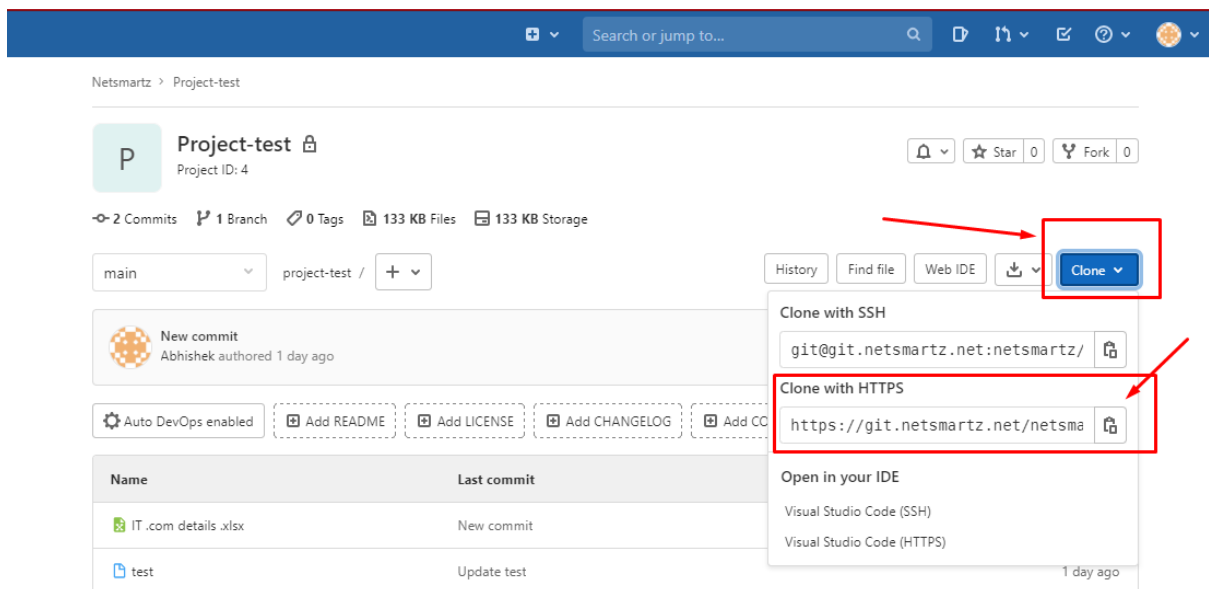 Search or jump to...
Netsmartz > Project-test
P
Project-test
Project ID: 4
Star 0
Fork 0
2 Commits 1 Branch 0 Tags 133 KB Files 133 KB Storage
main
project-test /
History
Find file
Web IDE
Clone
Clone with SSH
git@git.netsmartz.net:netsmartz/
Clone with HTTPS
https://git.netsmartz.net/netsma
Open in your IDE
Visual Studio Code (SSH)
Visual Studio Code (HTTPS)
New commit
Abhishek authored 1 day ago
Auto DevOps enabled
Add README
Add LICENSE
Add CHANGELOG
Add CO
Name Last commit
IT .com details .xlsx New commit
test Update test 1 day ago